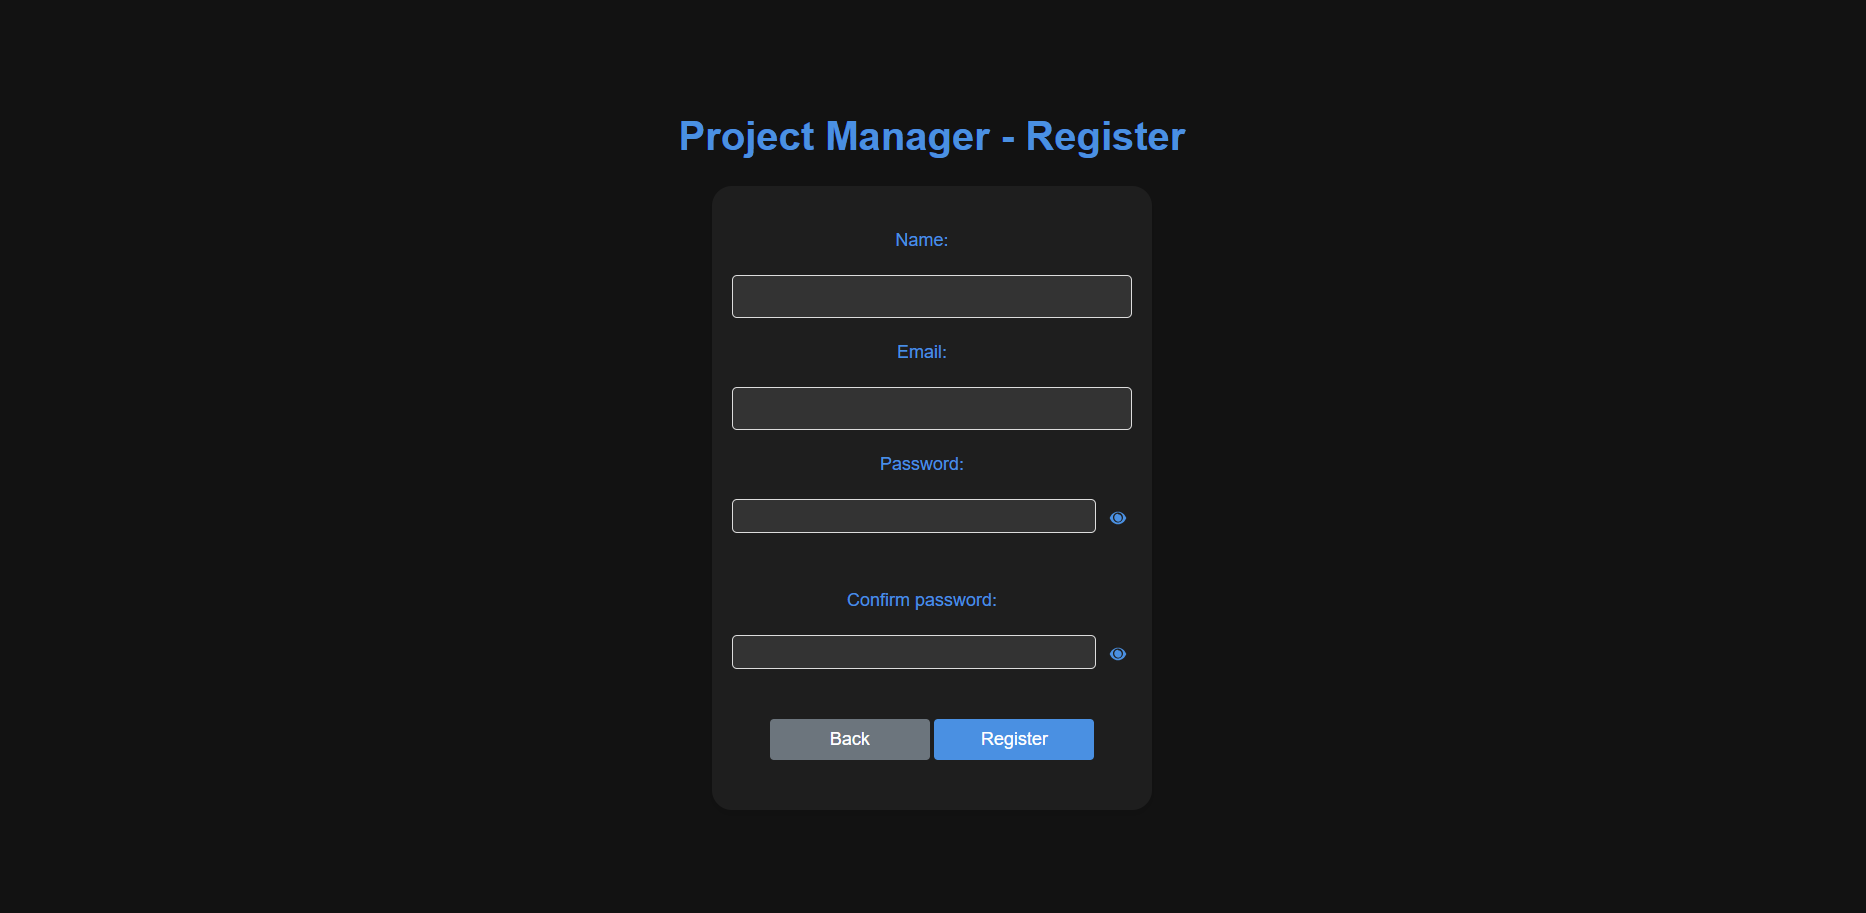 Project Manager - Register
Name:
Email:
Password:
Confirm password:
Back Register